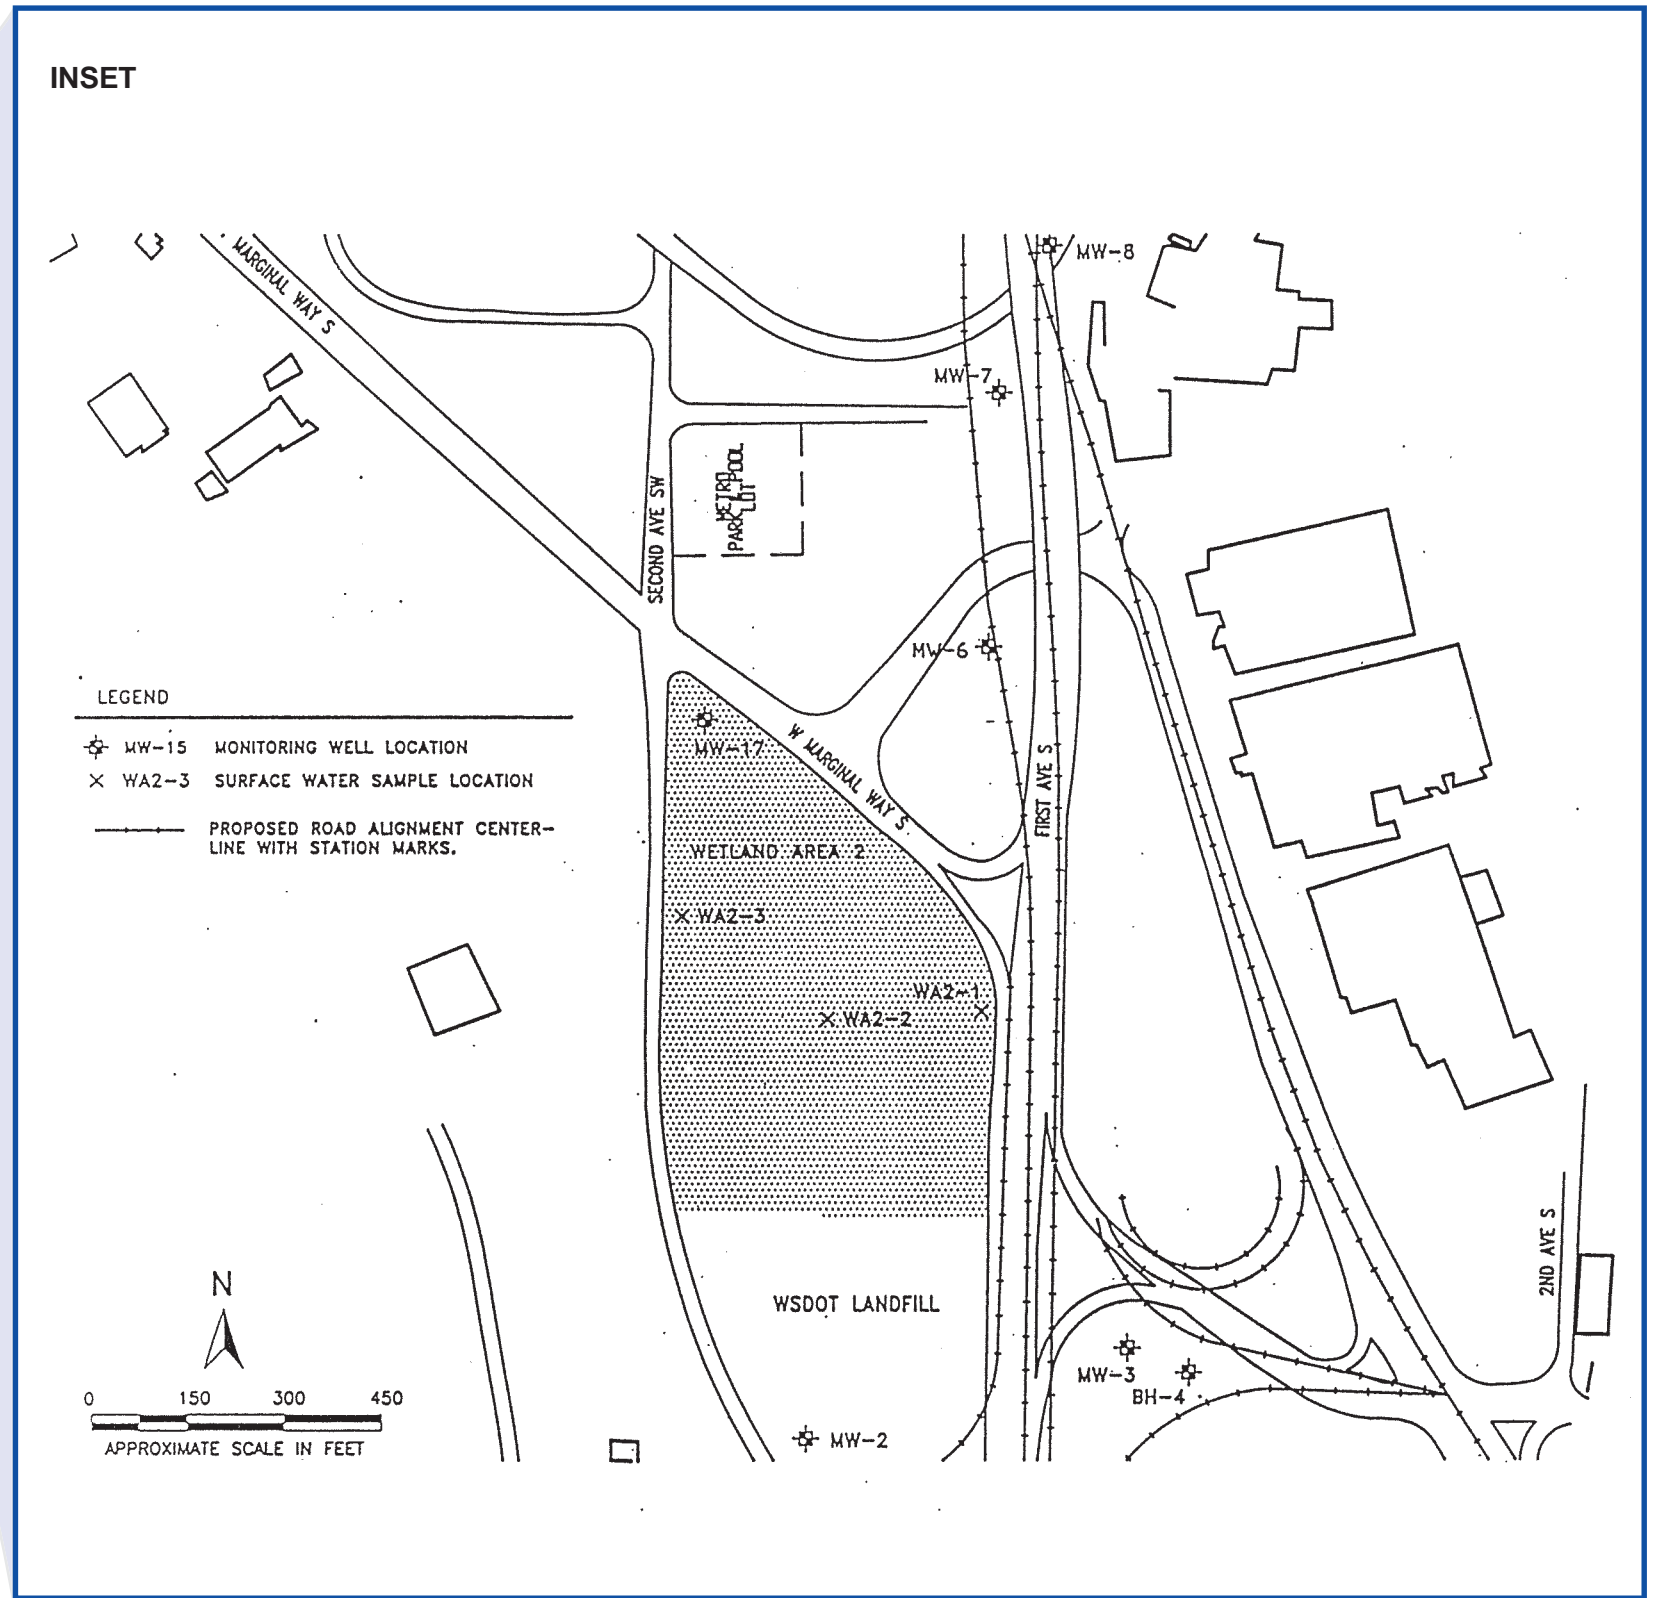 INSET
MARGINAL WAY S
MW-8
MW-7
METRO
PARK POOL
LOT
SECOND AVE SW
MW-6
LEGEND
MW-15 MONITORING WELL LOCATION
WA2-3 SURFACE WATER SAMPLE LOCATION
PROPOSED ROAD ALIGNMENT CENTER-
LINE WITH STATION MARKS.
MW-17
W MARGINAL WAY S.
FIRST AVE S
WETLAND AREA 2
WA2-3
WA2-1
WA2-2
2ND AVE S
N
WSDOT LANDFILL
MW-3
BH-4
0 150 300 450
APPROXIMATE SCALE IN FEET
MW-2